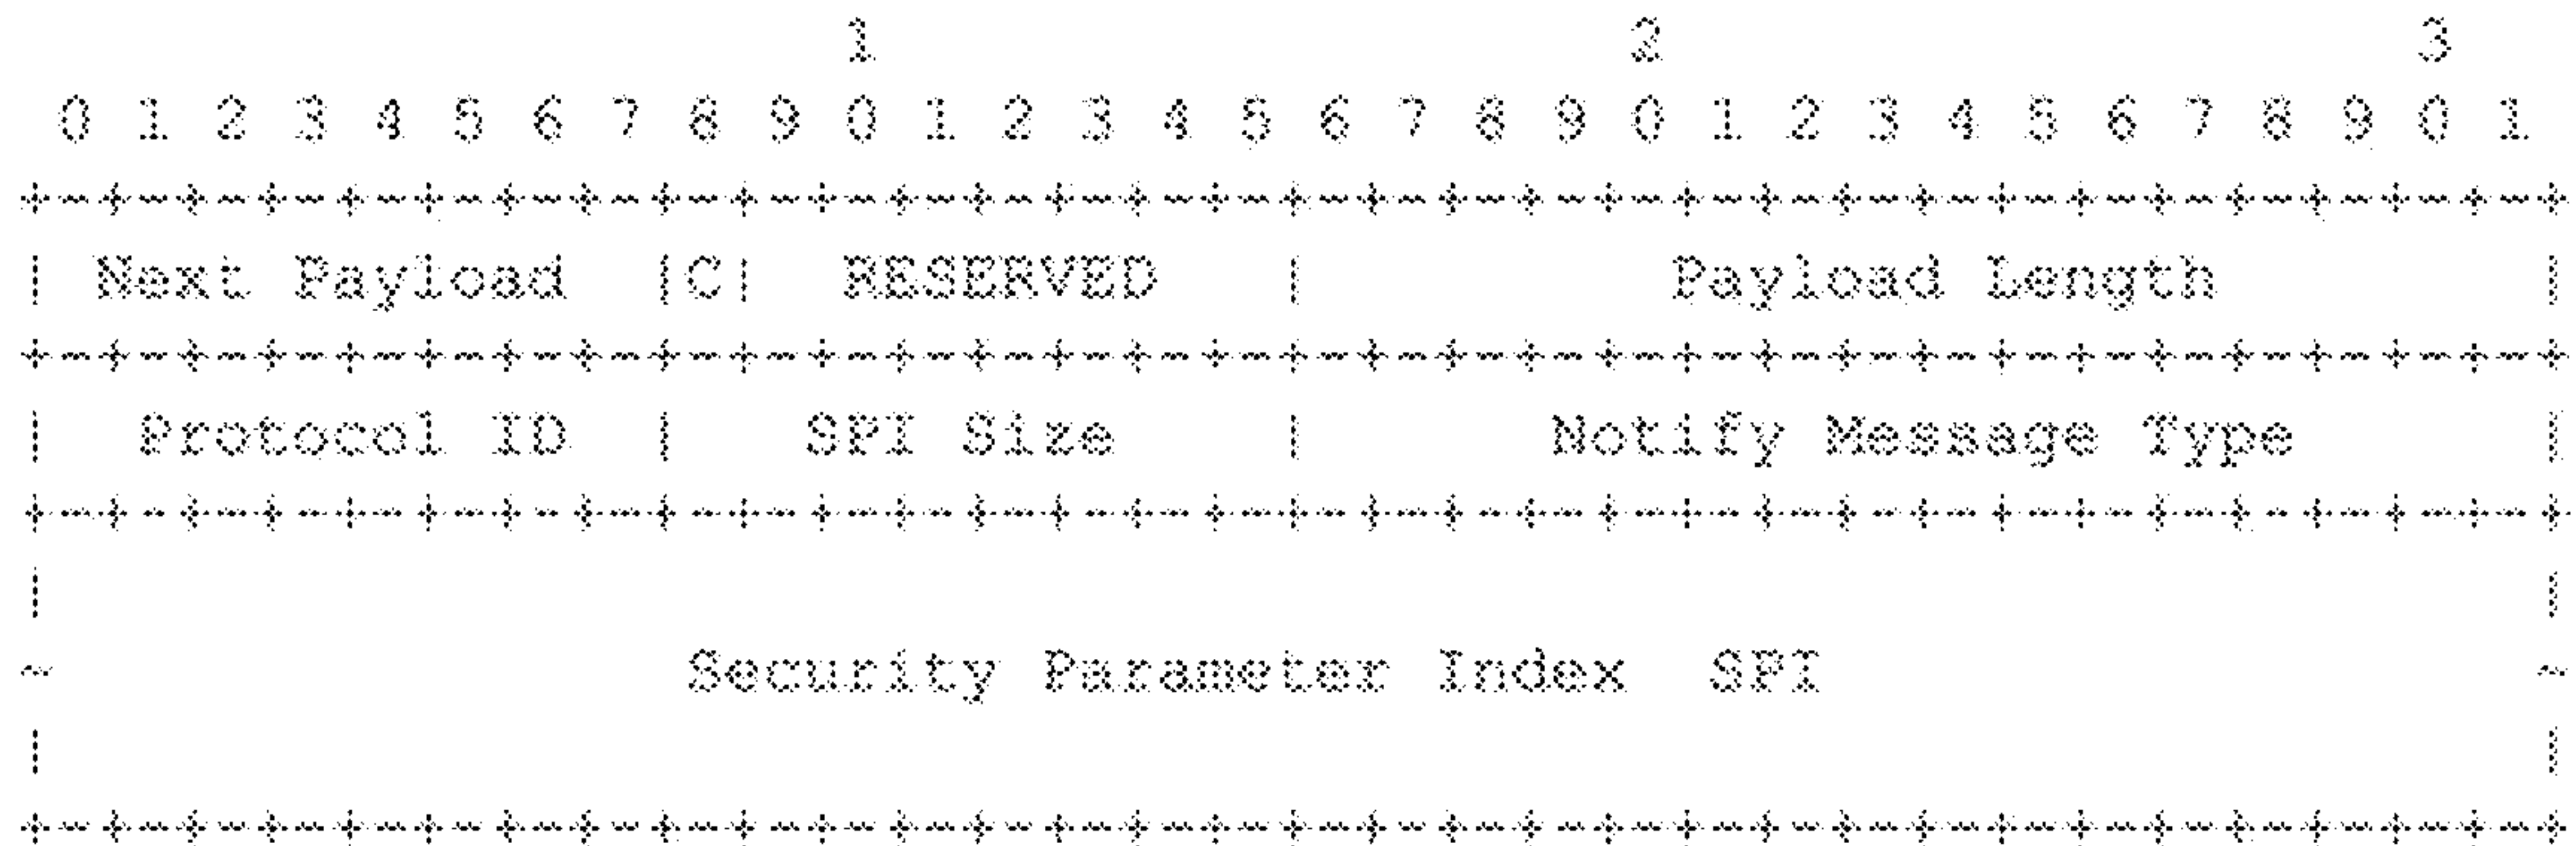 1                   2                   3
 0 1 2 3 4 5 6 7 8 9 0 1 2 3 4 5 6 7 8 9 0 1 2 3 4 5 6 7 8 9 0 1
+-+-+-+-+-+-+-+-+-+-+-+-+-+-+-+-+-+-+-+-+-+-+-+-+-+-+-+-+-+-+-+-+
| Next Payload  |C|  RESERVED   |         Payload Length        |
+-+-+-+-+-+-+-+-+-+-+-+-+-+-+-+-+-+-+-+-+-+-+-+-+-+-+-+-+-+-+-+-+
|  Protocol ID  |   SPI Size    |      Notify Message Type      |
+-+-+-+-+-+-+-+-+-+-+-+-+-+-+-+-+-+-+-+-+-+-+-+-+-+-+-+-+-+-+-+-+
|                                                               |
~                Security Parameter Index  SPI                  ~
|                                                               |
+-+-+-+-+-+-+-+-+-+-+-+-+-+-+-+-+-+-+-+-+-+-+-+-+-+-+-+-+-+-+-+-+